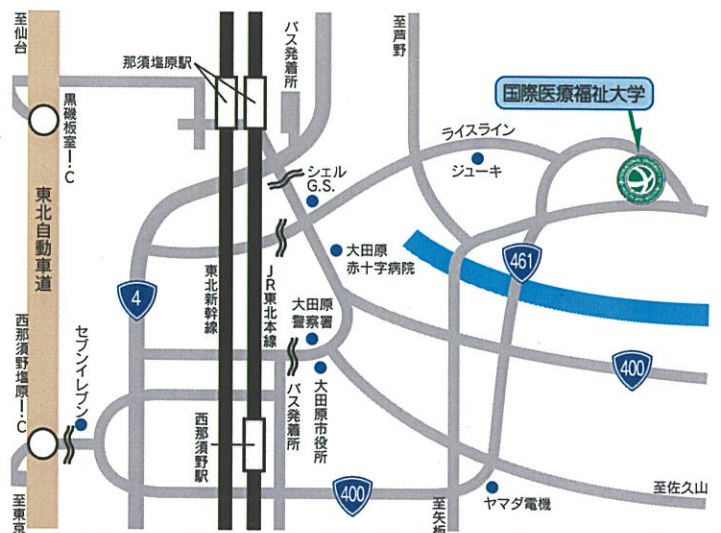 至仙台
那須塩原駅
バス発着所
至芦野
国際医療福祉大学
ライスライン
ジューキ
黒磯板室I・C
シェル
G.S.
東北自動車道
4
東北新幹線
JR東北本線
大田原
赤十字病院
461
大田原
警察署
400
西那須野塩原I・C
セブンイレブン
バス発着所
大田原市役所
西那須野駅
400
ヤマダ電機
至佐久山
至矢板
至東京